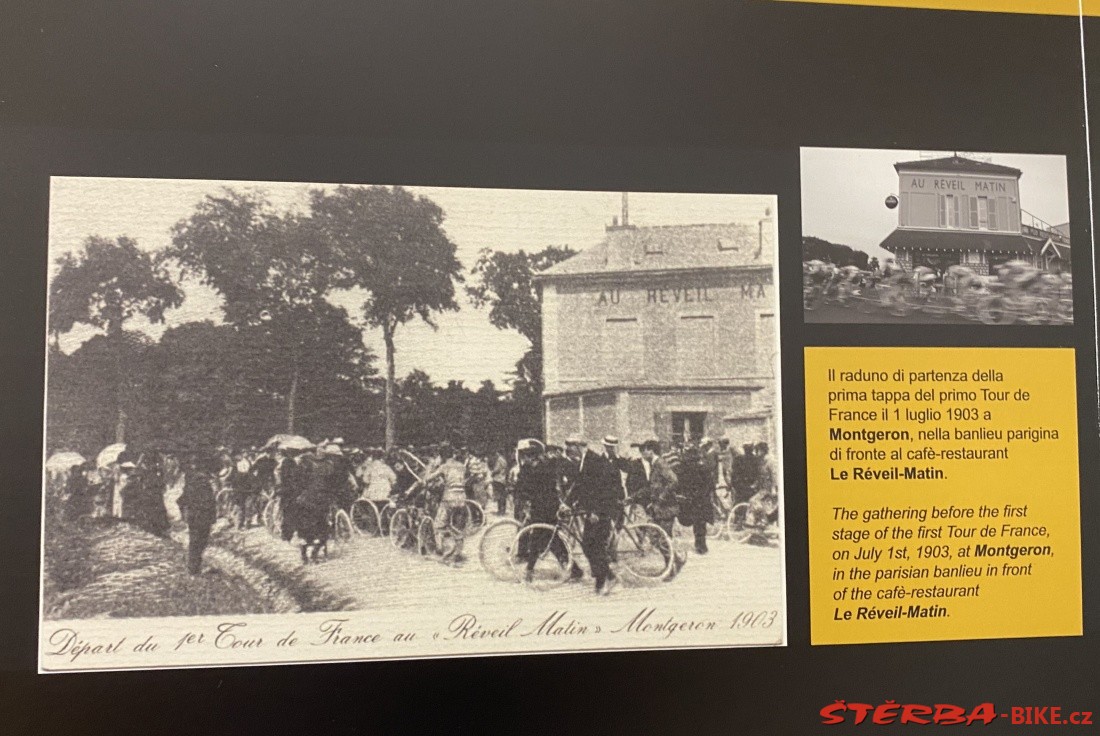 AU RÉVEIL MA
Départ du 1er Tour de France au « Réveil Matin » Montgeron 1903
AU RÉVEIL MATIN
Il raduno di partenza della
prima tappa del primo Tour de
France il 1 luglio 1903 a
Montgeron, nella banlieu parigina
di fronte al cafè-restaurant
Le Réveil-Matin.
The gathering before the first
stage of the first Tour de France,
on July 1st, 1903, at Montgeron,
in the parisian banlieu in front
of the cafè-restaurant
Le Réveil-Matin.
ŠTĚRBA-BIKE.cz